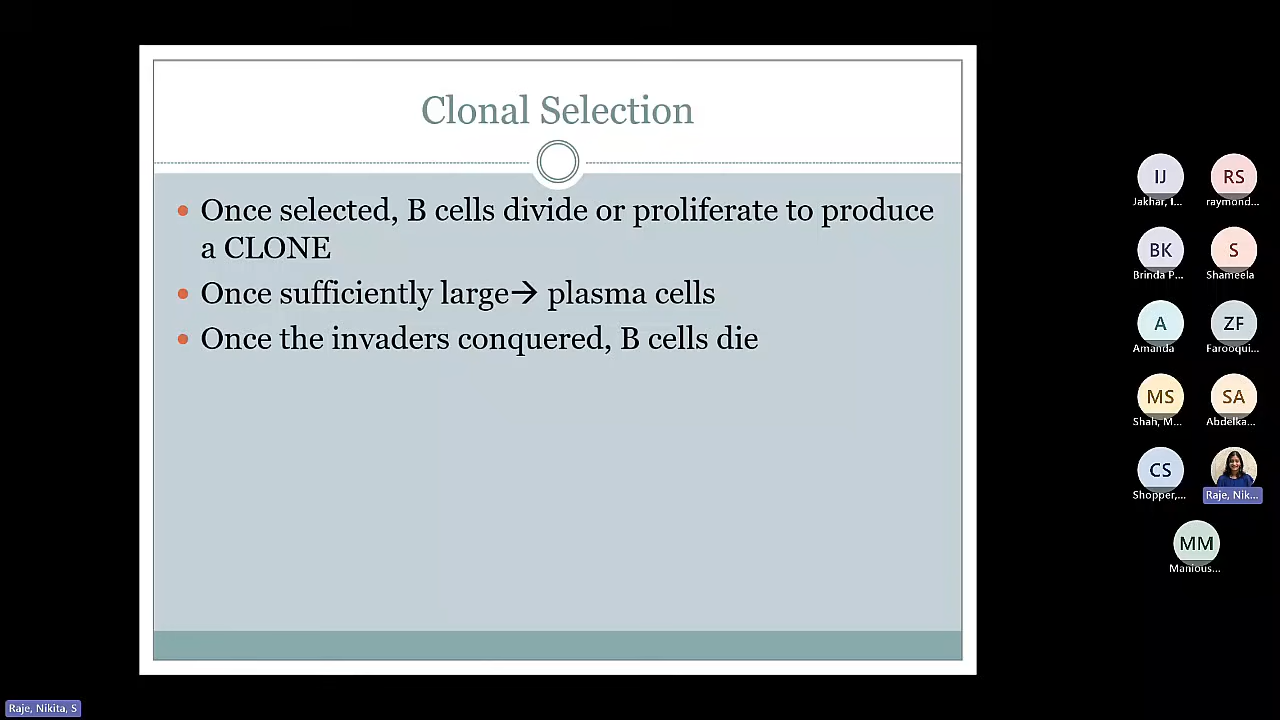 Clonal Selection
Once selected, B cells divide or proliferate to produce
a CLONE
Once sufficiently large→ plasma cells
Once the invaders conquered, B cells die
IJ
Jakhar, I...
RS
raymond...
BK
Brinda P...
S
Shameela
A
Amanda
ZF
Farooqui...
MS
Shah, M...
SA
Abdelka...
CS
Shopper,...
Raje, Nik...
MM
Manious...
Raje, Nikita, S